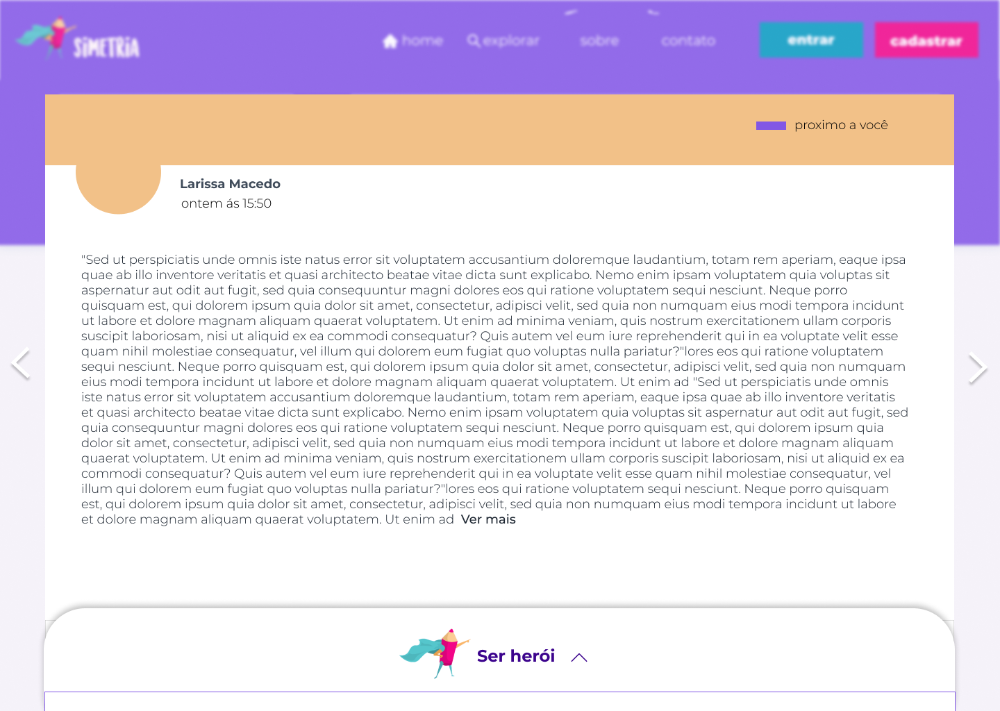 SiMETRiA
home
explorar
sobre
contato
entrar
cadastrar
proximo a você
Larissa Macedo
ontem ás 15:50
"Sed ut perspiciatis unde omnis iste natus error sit voluptatem accusantium doloremque laudantium, totam rem aperiam, eaque ipsa
quae ab illo inventore veritatis et quasi architecto beatae vitae dicta sunt explicabo. Nemo enim ipsam voluptatem quia voluptas sit
aspernatur aut odit aut fugit, sed quia consequuntur magni dolores eos qui ratione voluptatem sequi nesciunt. Neque porro
quisquam est, qui dolorem ipsum quia dolor sit amet, consectetur, adipisci velit, sed quia non numquam eius modi tempora incidunt
ut labore et dolore magnam aliquam quaerat voluptatem. Ut enim ad minima veniam, quis nostrum exercitationem ullam corporis
suscipit laboriosam, nisi ut aliquid ex ea commodi consequatur? Quis autem vel eum iure reprehenderit qui in ea voluptate velit esse
quam nihil molestiae consequatur, vel illum qui dolorem eum fugiat quo voluptas nulla pariatur?"lores eos qui ratione voluptatem
sequi nesciunt. Neque porro quisquam est, qui dolorem ipsum quia dolor sit amet, consectetur, adipisci velit, sed quia non numquam
eius modi tempora incidunt ut labore et dolore magnam aliquam quaerat voluptatem. Ut enim ad "Sed ut perspiciatis unde omnis
iste natus error sit voluptatem accusantium doloremque laudantium, totam rem aperiam, eaque ipsa quae ab illo inventore veritatis
et quasi architecto beatae vitae dicta sunt explicabo. Nemo enim ipsam voluptatem quia voluptas sit aspernatur aut odit aut fugit, sed
quia consequuntur magni dolores eos qui ratione voluptatem sequi nesciunt. Neque porro quisquam est, qui dolorem ipsum quia
dolor sit amet, consectetur, adipisci velit, sed quia non numquam eius modi tempora incidunt ut labore et dolore magnam aliquam
quaerat voluptatem. Ut enim ad minima veniam, quis nostrum exercitationem ullam corporis suscipit laboriosam, nisi ut aliquid ex ea
commodi consequatur? Quis autem vel eum iure reprehenderit qui in ea voluptate velit esse quam nihil molestiae consequatur, vel
illum qui dolorem eum fugiat quo voluptas nulla pariatur?"lores eos qui ratione voluptatem sequi nesciunt. Neque porro quisquam
est, qui dolorem ipsum quia dolor sit amet, consectetur, adipisci velit, sed quia non numquam eius modi tempora incidunt ut labore
et dolore magnam aliquam quaerat voluptatem. Ut enim ad Ver mais
Ser herói